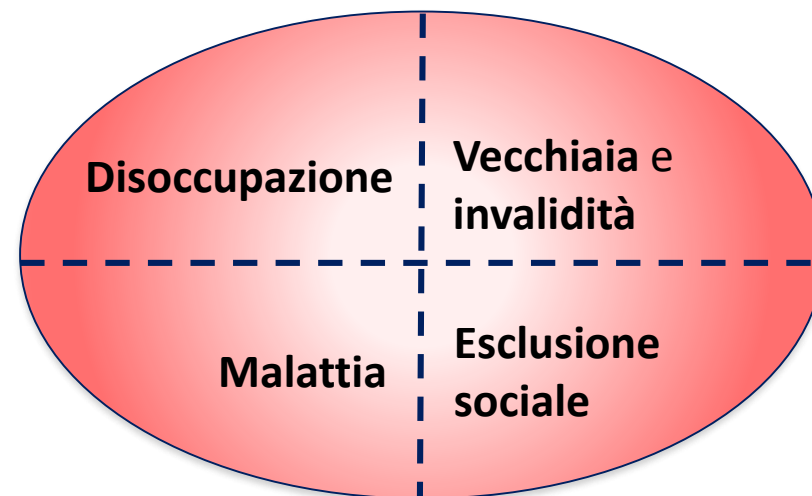 Disoccupazione
Vecchiaia e
invalidità
Malattia
Esclusione
sociale